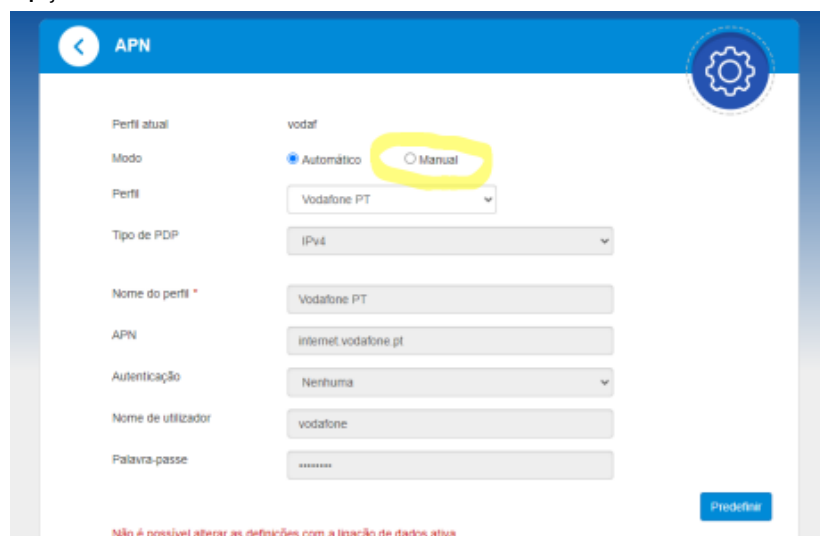 APN
Perfil atual vodaf
Modo Automático Manual
Perfil Vodafone PT
Tipo de PDP IPv4
Nome do perfil * Vodafone PT
APN internet.vodafone.pt
Autenticação Nenhuma
Nome de utilizador vodafone
Palavra-passe ••••••••
Predefinir
Não é possível alterar as definições com a ligação de dados ativa